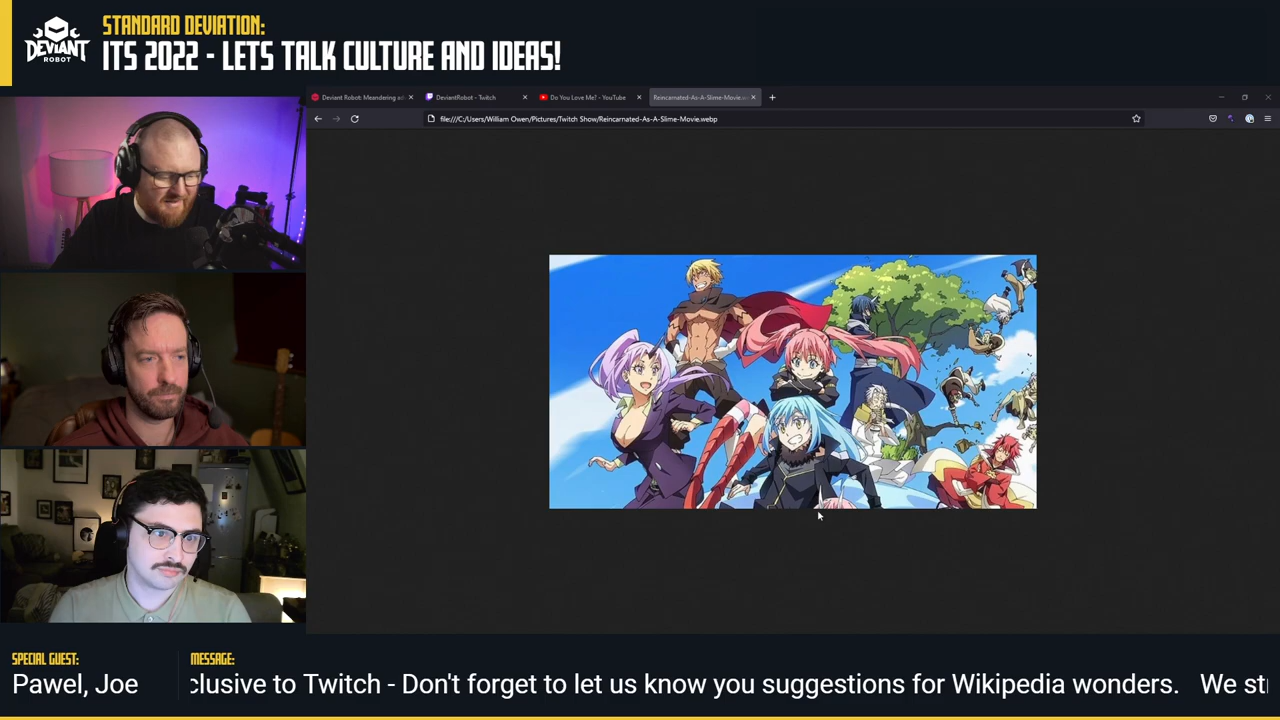 DEVIANT
ROBOT
STANDARD DEVIATION:
ITS 2022 - LETS TALK CULTURE AND IDEAS!
Deviant Robot: Meandering ad
DeviantRobot - Twitch
Do You Love Me? - YouTube
Reincarnated-As-A-Slime-Movie.we
file:///C:/Users/William Owen/Pictures/Twitch Show/Reincarnated-As-A-Slime-Movie.webp
SPECIAL GUEST:
Pawel, Joe
MESSAGE:
clusive to Twitch - Don't forget to let us know you suggestions for Wikipedia wonders. We str